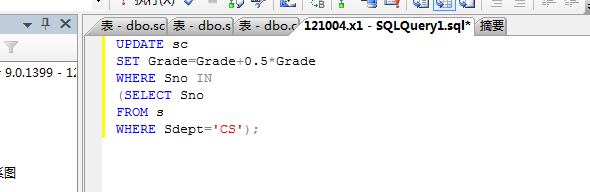 执行(X)
表 - dbo.sc
表 - dbo.s
表 - dbo.c
121004.x1 - SQLQuery1.sql*
摘要
UPDATE sc
SET Grade=Grade+0.5*Grade
WHERE Sno IN
(SELECT Sno
FROM s
WHERE Sdept='CS');
9.0.1399 - 12
系图